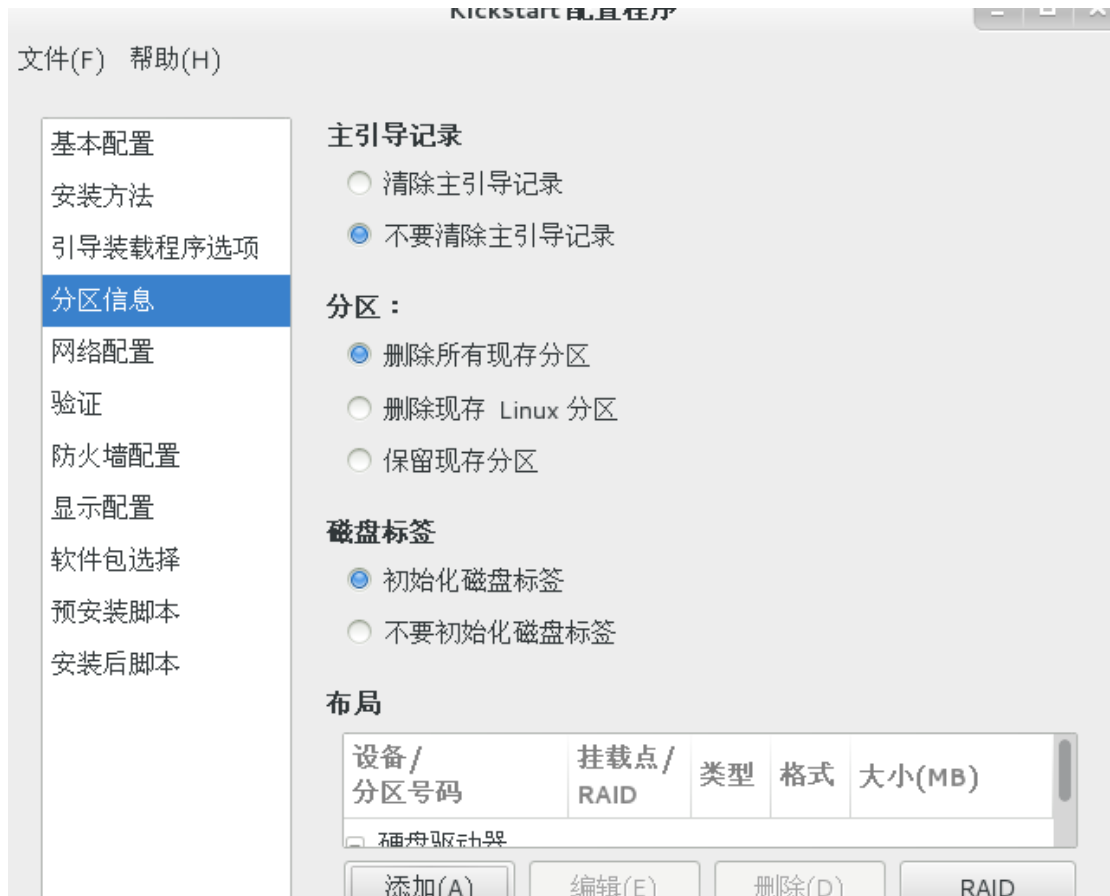 Kickstart 配置程序
文件(F) 帮助(H)
基本配置
安装方法
引导装载程序选项
分区信息
网络配置
验证
防火墙配置
显示配置
软件包选择
预安装脚本
安装后脚本
主引导记录
清除主引导记录
不要清除主引导记录
分区：
删除所有现存分区
删除现存 Linux 分区
保留现存分区
磁盘标签
初始化磁盘标签
不要初始化磁盘标签
布局
设备/
分区号码
挂载点/
RAID
类型
格式
大小(MB)
硬盘驱动器
添加(A)
编辑(E)
删除(D)
RAID